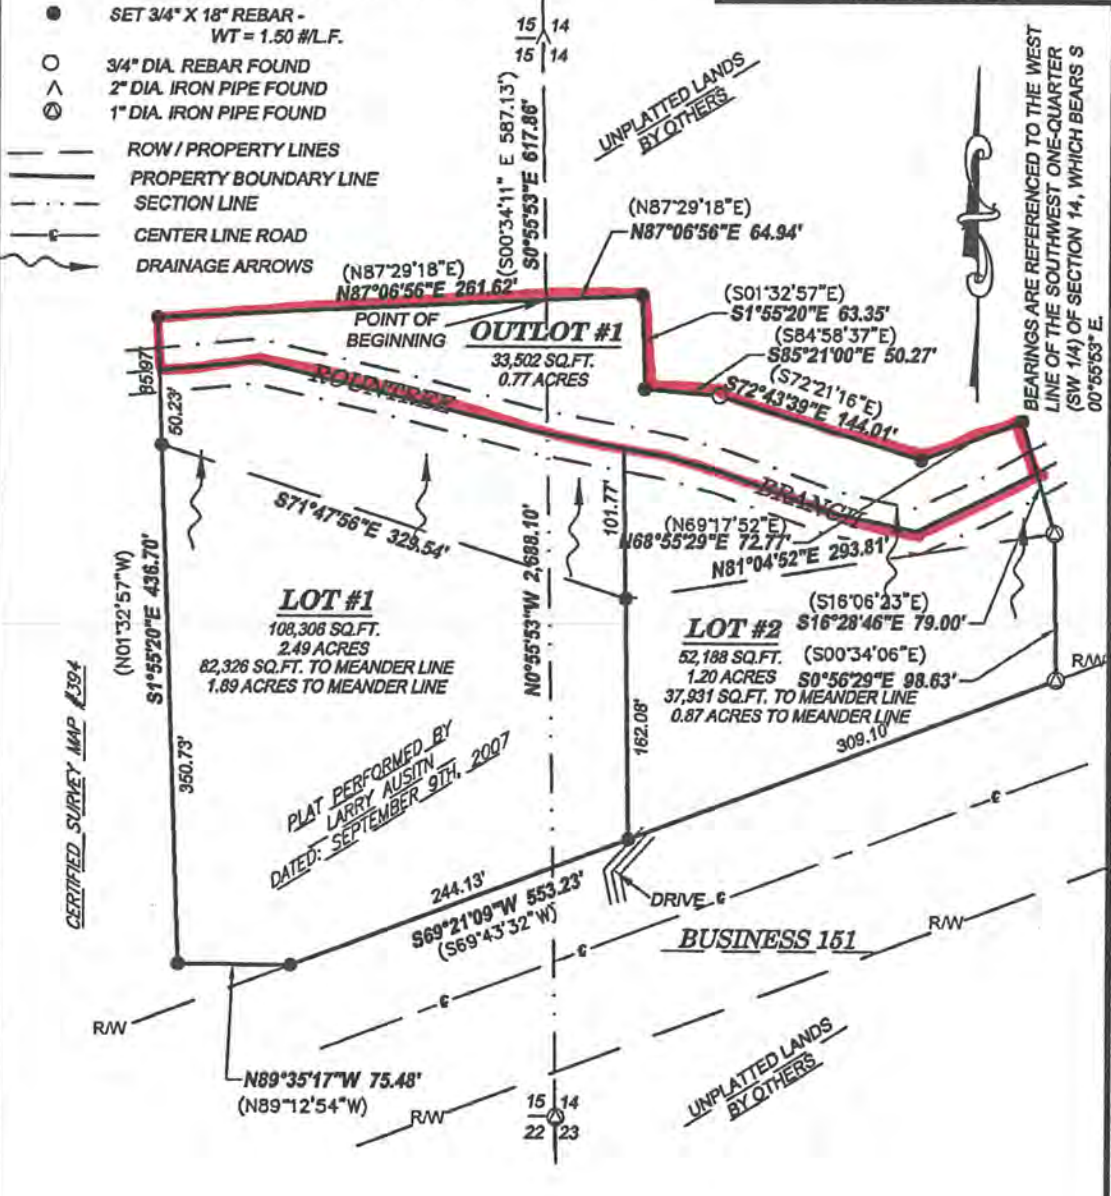 SET 3/4" X 18" REBAR -
WT = 1.50 #/L.F.
3/4" DIA. REBAR FOUND
2" DIA. IRON PIPE FOUND
1" DIA. IRON PIPE FOUND
ROW / PROPERTY LINES
PROPERTY BOUNDARY LINE
SECTION LINE
CENTER LINE ROAD
DRAINAGE ARROWS
15 14
15 14
(S00°34'11" E 587.13')
S0°55'53"E 617.86'
UNPLATTED LANDS
BY OTHERS
BEARINGS ARE REFERENCED TO THE WEST
LINE OF THE SOUTHWEST ONE-QUARTER
(SW 1/4) OF SECTION 14, WHICH BEARS S
00°55'53" E.
(N87°29'18"E)
N87°06'56"E 64.94'
(N87°29'18"E)
N87°06'56"E 261.62'
POINT OF
BEGINNING
OUTLOT #1
33,502 SQ.FT.
0.77 ACRES
(S01°32'57"E)
S1°55'20"E 63.35'
(S84°58'37"E)
S85°21'00"E 50.27'
(S72°21'16"E)
S72°43'39"E 144.01'
85.97'
50.23'
ROUNTREE
BRANCH
S71°47'56"E 329.54'
101.77'
N0°55'53"W 2,688.10'
(N69°17'52"E)
N68°55'29"E 72.77'
N81°04'52"E 293.81'
(N01°32'57"W)
S1°55'20"E 436.70'
LOT #1
108,306 SQ.FT.
2.49 ACRES
82,326 SQ.FT. TO MEANDER LINE
1.89 ACRES TO MEANDER LINE
(S16°06'23"E)
S16°28'46"E 79.00'
LOT #2
52,188 SQ.FT.
1.20 ACRES
37,931 SQ.FT. TO MEANDER LINE
0.87 ACRES TO MEANDER LINE
(S00°34'06"E)
S0°56'29"E 98.63'
R/W
CERTIFIED SURVEY MAP #394
350.73'
PLAT PERFORMED BY
LARRY AUSITN
DATED: SEPTEMBER 9TH, 2007
162.08'
309.10'
244.13'
S69°21'09"W 553.23'
(S69°43'32"W)
DRIVE
BUSINESS 151
R/W
R/W
N89°35'17"W 75.48'
(N89°12'54"W)
R/W
UNPLATTED LANDS
BY OTHERS
15 14
22 23